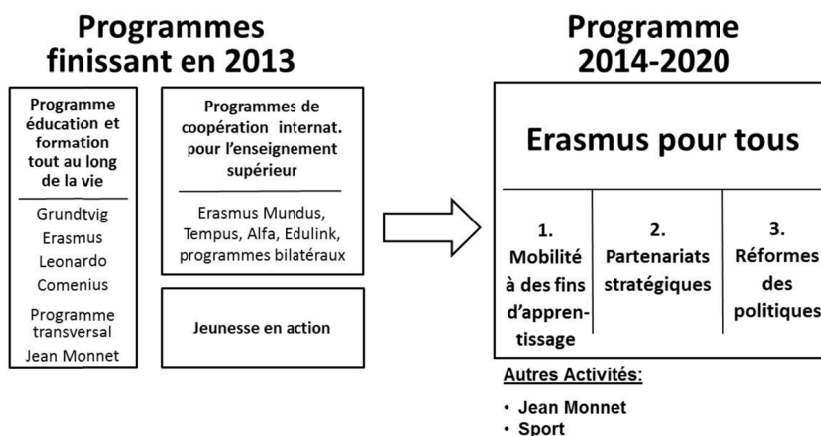 Programmes
finissant en 2013
Programme
éducation et
formation
tout au long
de la vie
Grundtvig
Erasmus
Leonardo
Comenius
Programme
transversal
Jean Monnet
Programmes de
coopération internat.
pour l'enseignement
supérieur
Erasmus Mundus,
Tempus, Alfa, Edulink,
programmes bilatéraux
Jeunesse en action
Programme
2014-2020
Erasmus pour tous
1.
Mobilité
à des fins
d'appren-
tissage
2.
Partenariats
stratégiques
3.
Réformes
des
politiques
Autres Activités:
• Jean Monnet
• Sport